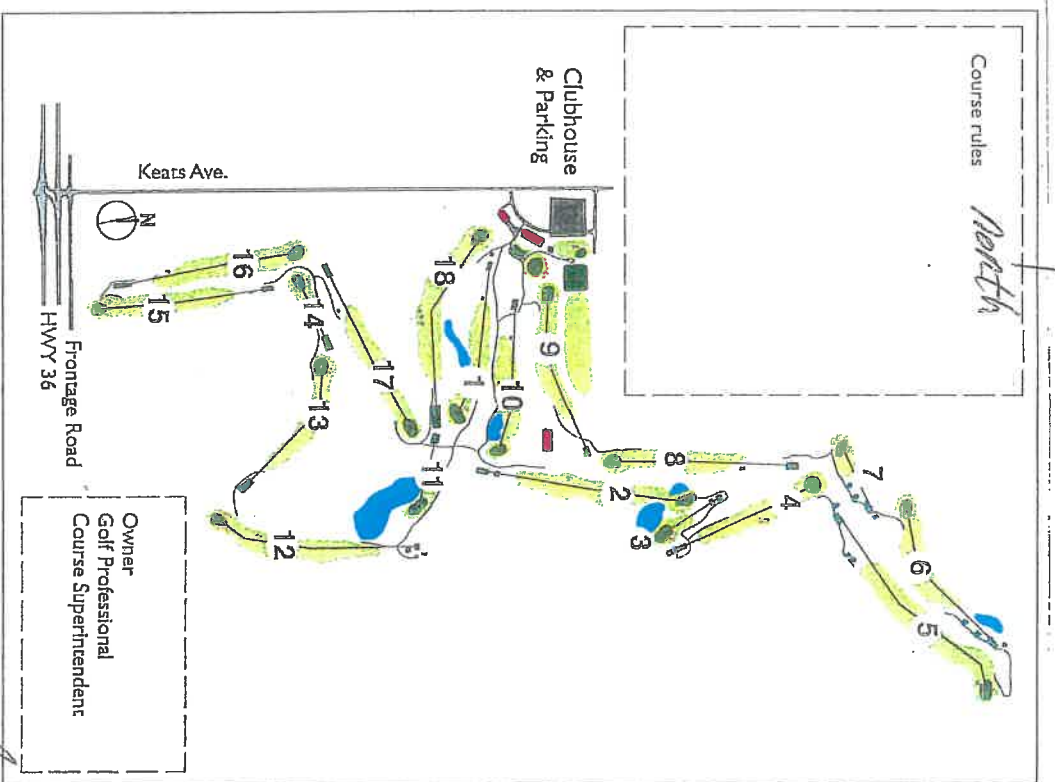 Course rules
North
Clubhouse
& Parking
Keats Ave.
N
HWY 36
Frontage Road
1
2
3
4
5
6
7
8
9
10
11
12
13
14
15
16
17
18
Owner
Golf Professional
Course Superintendent